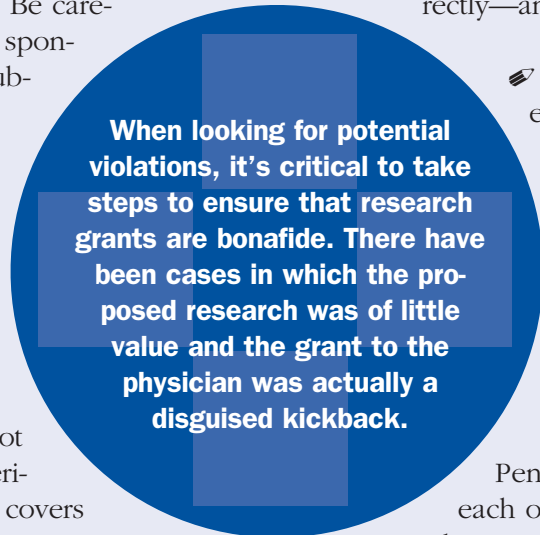 Be care-
spon-
ub-
rectly—an
e
When looking for potential
violations, it's critical to take
steps to ensure that research
grants are bonafide. There have
been cases in which the pro-
posed research was of little
value and the grant to the
physician was actually a
disguised kickback.
ot
eri-
covers
Pen
each o